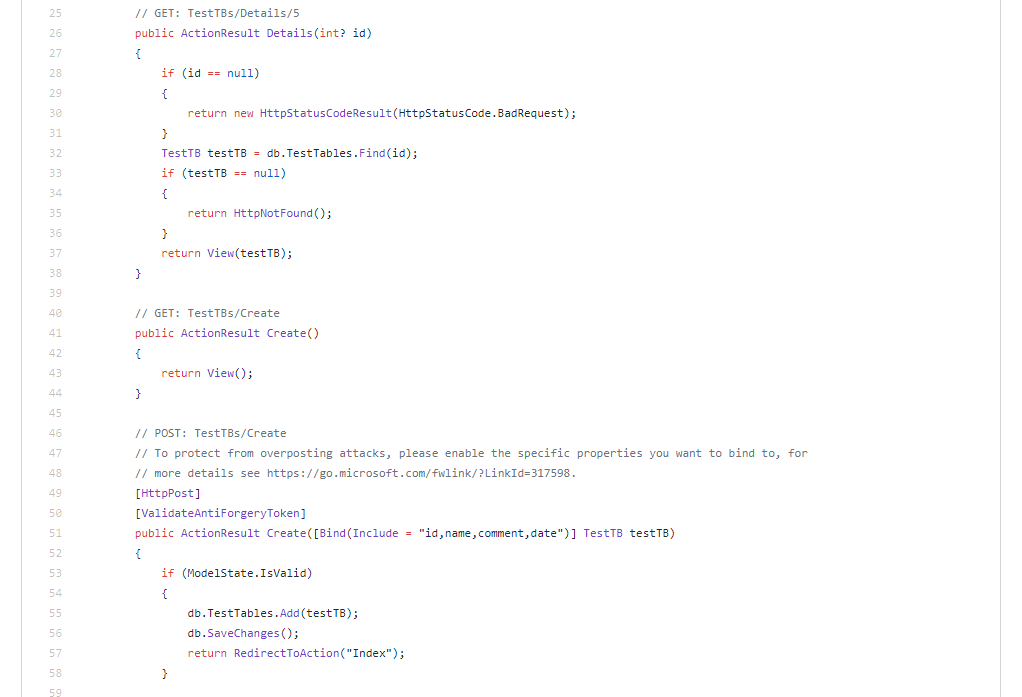 25 // GET: TestTBs/Details/5
26 public ActionResult Details(int? id)
27 {
28 if (id == null)
29 {
30 return new HttpStatusCodeResult(HttpStatusCode.BadRequest);
31 }
32 TestTB testTB = db.TestTables.Find(id);
33 if (testTB == null)
34 {
35 return HttpNotFound();
36 }
37 return View(testTB);
38 }
39
40 // GET: TestTBs/Create
41 public ActionResult Create()
42 {
43 return View();
44 }
45
46 // POST: TestTBs/Create
47 // To protect from overposting attacks, please enable the specific properties you want to bind to, for
48 // more details see https://go.microsoft.com/fwlink/?LinkId=317598.
49 [HttpPost]
50 [ValidateAntiForgeryToken]
51 public ActionResult Create([Bind(Include = "id,name,comment,date")] TestTB testTB)
52 {
53 if (ModelState.IsValid)
54 {
55 db.TestTables.Add(testTB);
56 db.SaveChanges();
57 return RedirectToAction("Index");
58 }
59